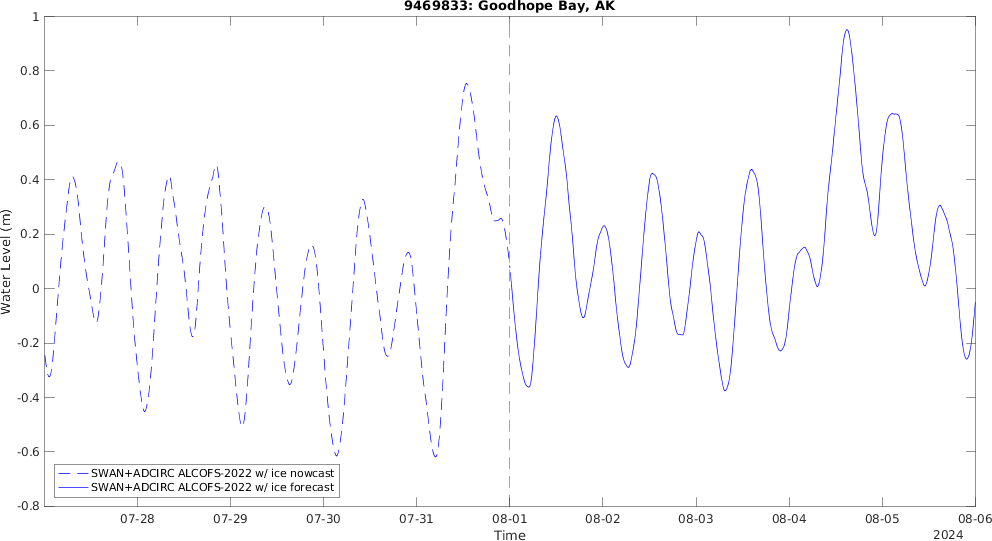 9469833: Goodhope Bay, AK
1
0.8
0.6
0.4
0.2
0
-0.2
-0.4
-0.6
-0.8
Water Level (m)
SWAN+ADCIRC ALCOFS-2022 w/ ice nowcast
SWAN+ADCIRC ALCOFS-2022 w/ ice forecast
07-28 07-29 07-30 07-31 08-01 08-02 08-03 08-04 08-05 08-06
Time
2024